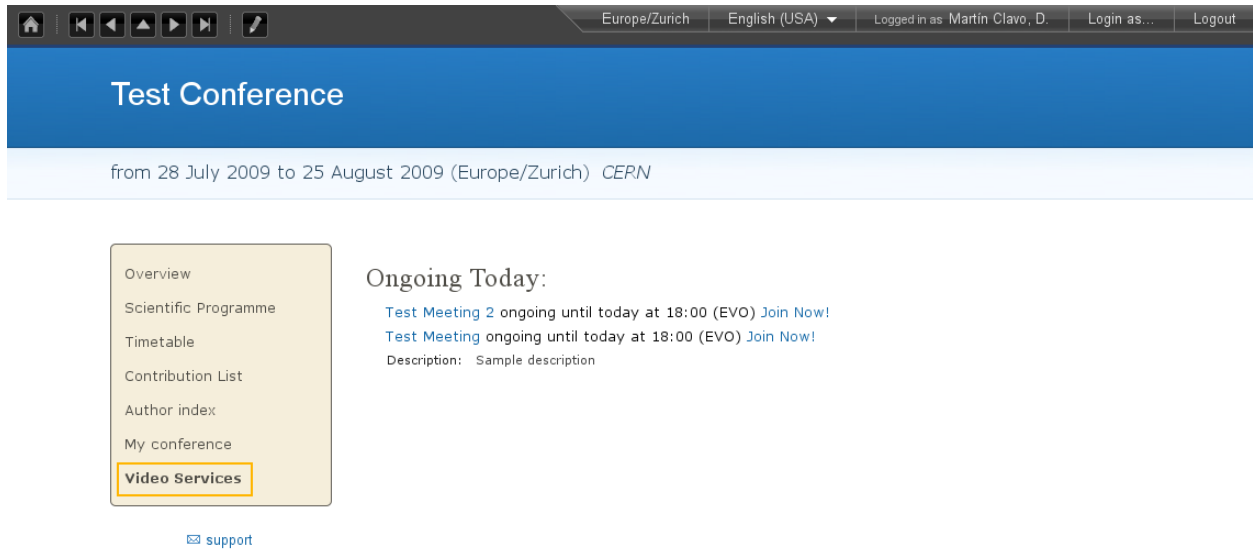 Europe/Zurich English (USA) Logged in as Martín Clavo, D. Login as... Logout
Test Conference
from 28 July 2009 to 25 August 2009 (Europe/Zurich) CERN
Overview
Scientific Programme
Timetable
Contribution List
Author index
My conference
Video Services
support
Ongoing Today:
Test Meeting 2 ongoing until today at 18:00 (EVO) Join Now!
Test Meeting ongoing until today at 18:00 (EVO) Join Now!
Description: Sample description